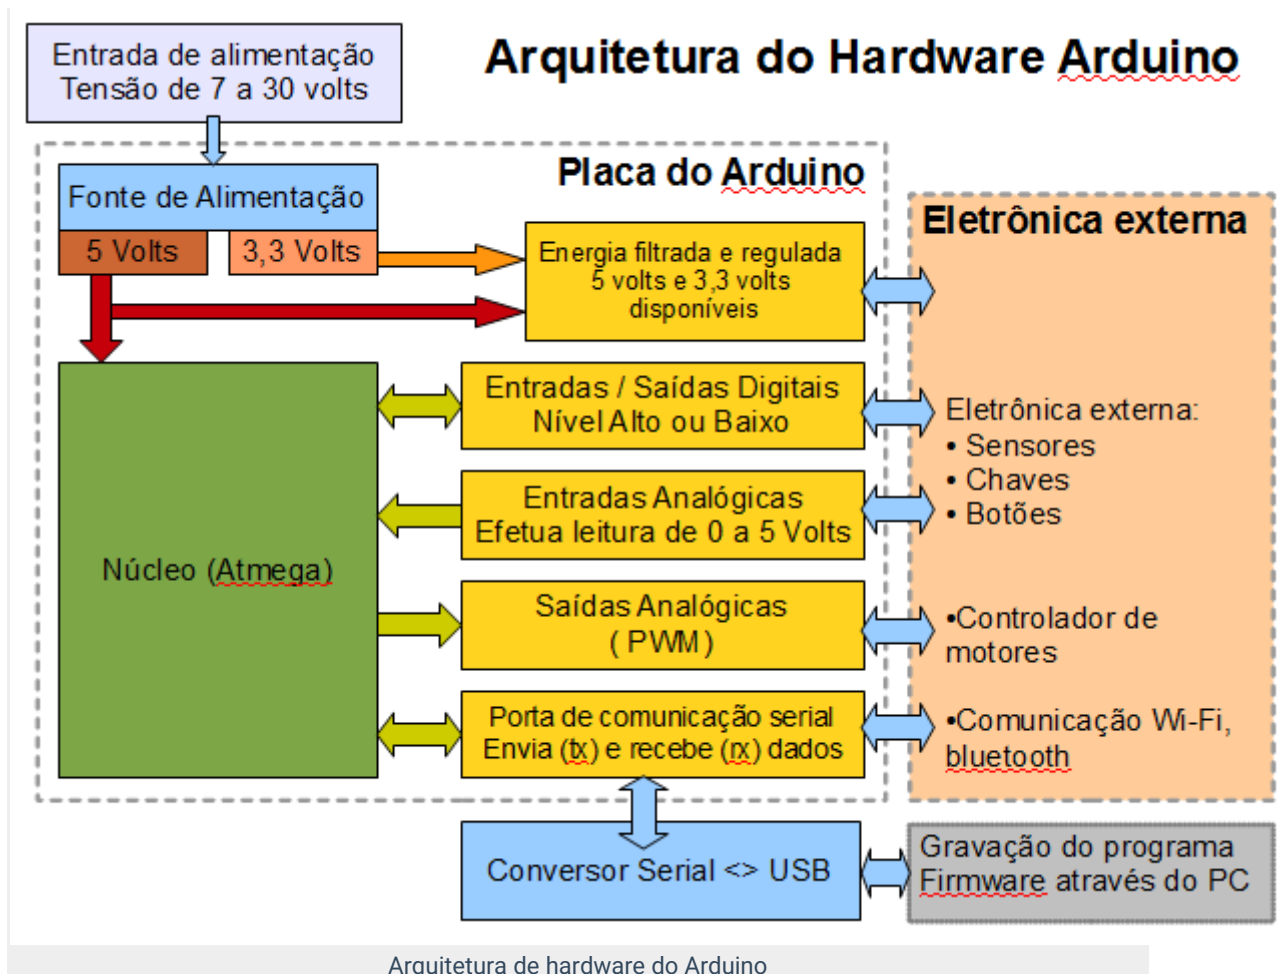 Entrada de alimentação
Tensão de 7 a 30 volts
Arquitetura do Hardware Arduino
Placa do Arduino
Fonte de Alimentação
5 Volts
3,3 Volts
Energia filtrada e regulada
5 volts e 3,3 volts
disponíveis
Eletrônica externa
Núcleo (Atmega)
Entradas / Saídas Digitais
Nível Alto ou Baixo
Entradas Analógicas
Efetua leitura de 0 a 5 Volts
Saídas Analógicas
( PWM)
Porta de comunicação serial
Envia (tx) e recebe (rx) dados
Eletrônica externa:
• Sensores
• Chaves
• Botões
•Controlador de
motores
•Comunicação Wi-Fi,
bluetooth
Conversor Serial <> USB
Gravação do programa
Firmware através do PC
Arquitetura de hardware do Arduino